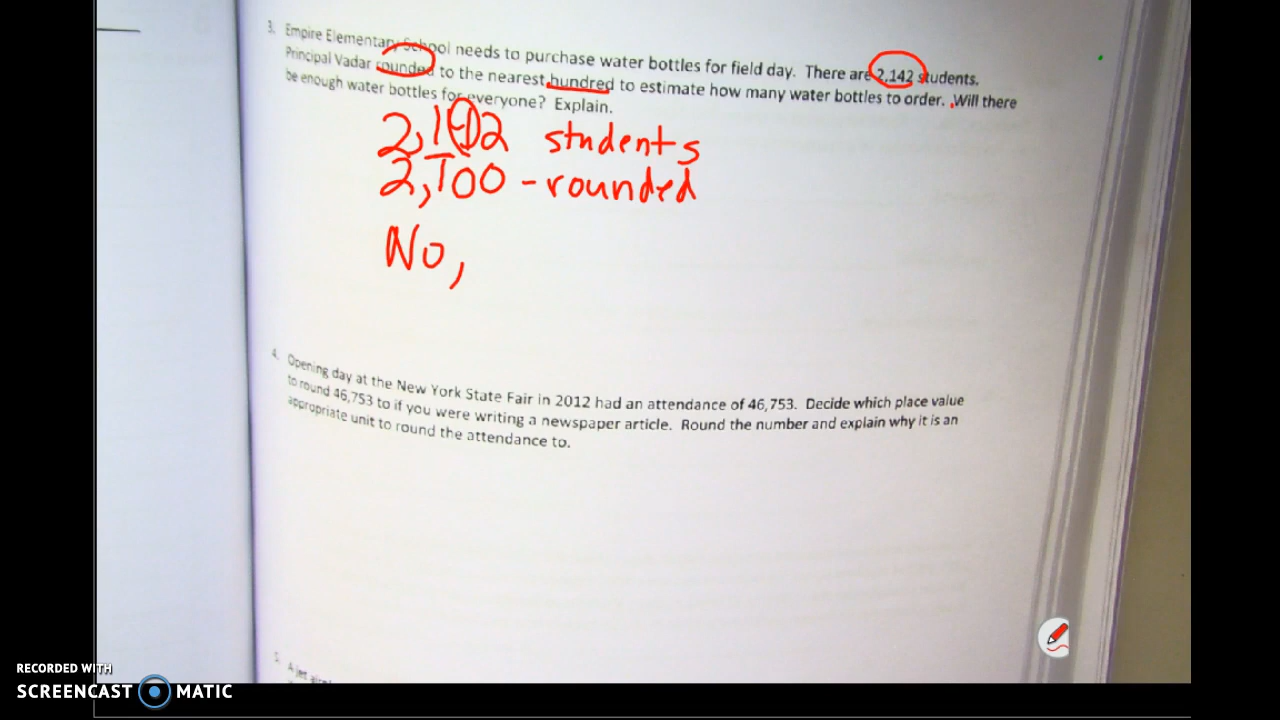 3. Empire Elementary School needs to purchase water bottles for field day. There are 2,142 students.
Principal Vadar rounded to the nearest hundred to estimate how many water bottles to order. Will there
be enough water bottles for everyone? Explain.
2,142 students
2,100 - rounded
No,
4. Opening day at the New York State Fair in 2012 had an attendance of 46,753. Decide which place value
to round 46,753 to if you were writing a newspaper article. Round the number and explain why it is an
appropriate unit to round the attendance to.
5. A jet
RECORDED WITH
SCREENCAST MATIC